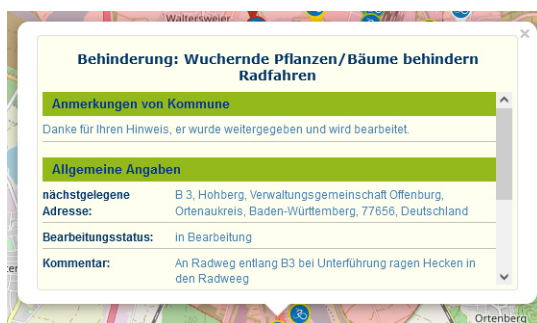 Waltersweier
×
Behinderung: Wuchernde Pflanzen/Bäume behindern
Radfahren
Anmerkungen von Kommune
Danke für Ihren Hinweis, er wurde weitergegeben und wird bearbeitet.
Allgemeine Angaben
nächstgelegene Adresse: B 3, Hohberg, Verwaltungsgemeinschaft Offenburg,
Ortenaukreis, Baden-Württemberg, 77656, Deutschland
Bearbeitungsstatus: in Bearbeitung
Kommentar: An Radweg entlang B3 bei Unterführung ragen Hecken in
den Radweeg
Ortenberg